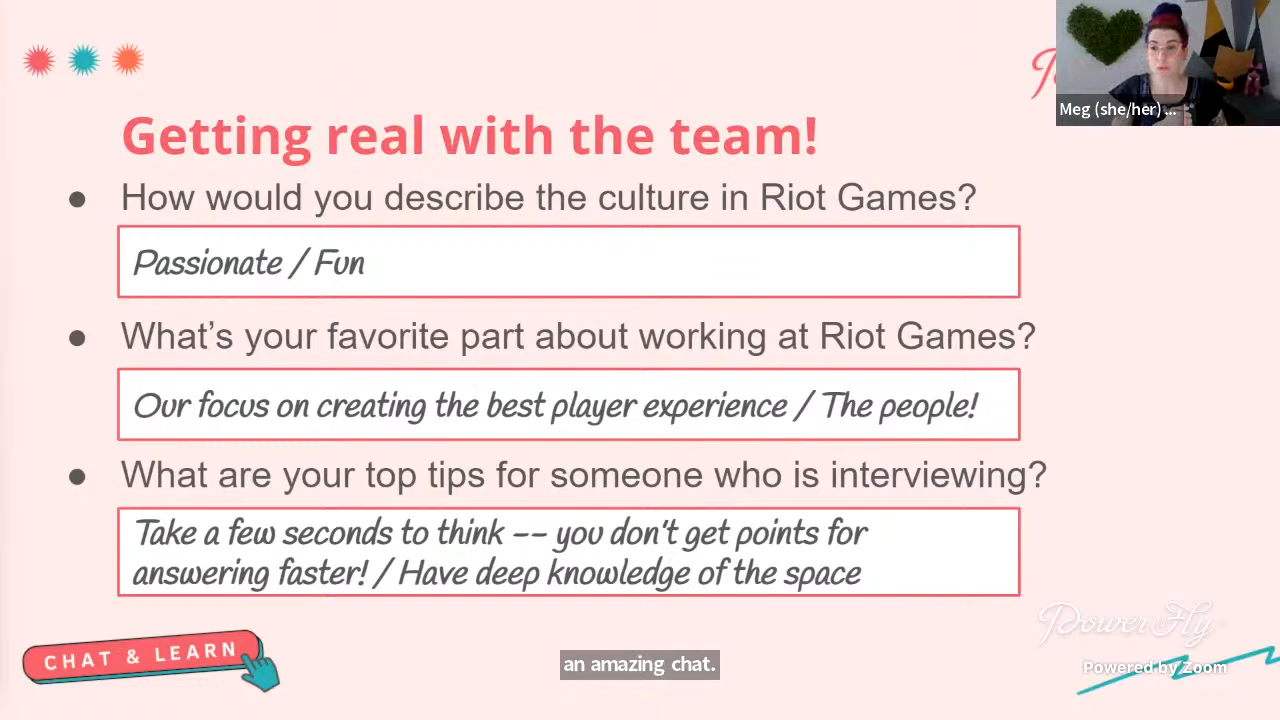 Meg (she/her) ...
Getting real with the team!
● How would you describe the culture in Riot Games?
Passionate / Fun
● What’s your favorite part about working at Riot Games?
Our focus on creating the best player experience / The people!
● What are your top tips for someone who is interviewing?
Take a few seconds to think -- you don't get points for
answering faster! / Have deep knowledge of the space
CHAT & LEARN
an amazing chat.
Power to Fly
Powered by Zoom